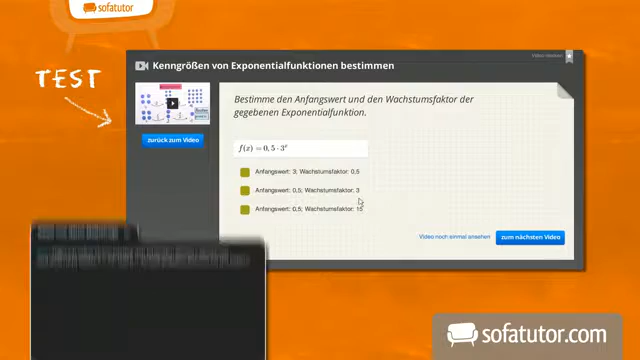 sofatutor
Kenngrößen von Exponentialfunktionen bestimmen
TEST
Bestimme den Anfangswert und den Wachstumsfaktor der
gegebenen Exponentialfunktion.
zurück zum Video
f(x) = 0,5 · 3ˣ
Anfangswert: 3; Wachstumsfaktor: 0,5
Anfangswert: 0,5; Wachstumsfaktor: 3
Anfangswert: 0,5; Wachstumsfaktor: 15
Video noch einmal ansehen
zum nächsten Video
sofatutor.com